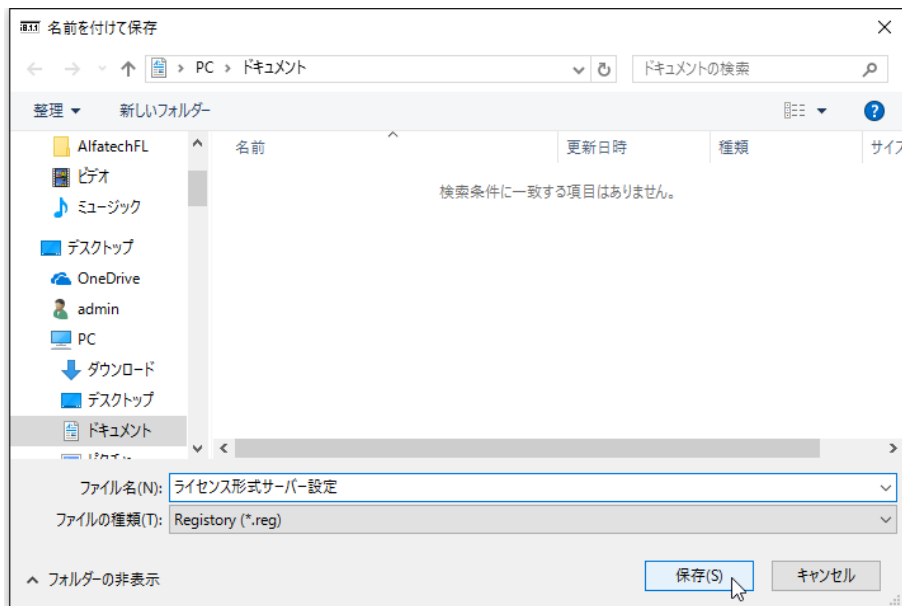 名前を付けて保存
PC › ドキュメント
ドキュメントの検索
整理 新しいフォルダー
AlfatechFL
ビデオ
ミュージック
デスクトップ
OneDrive
admin
PC
ダウンロード
デスクトップ
ドキュメント
名前 更新日時 種類 サイズ
検索条件に一致する項目はありません。
ファイル名(N): ライセンス形式サーバー設定
ファイルの種類(T): Registory (*.reg)
フォルダーの非表示
保存(S) キャンセル